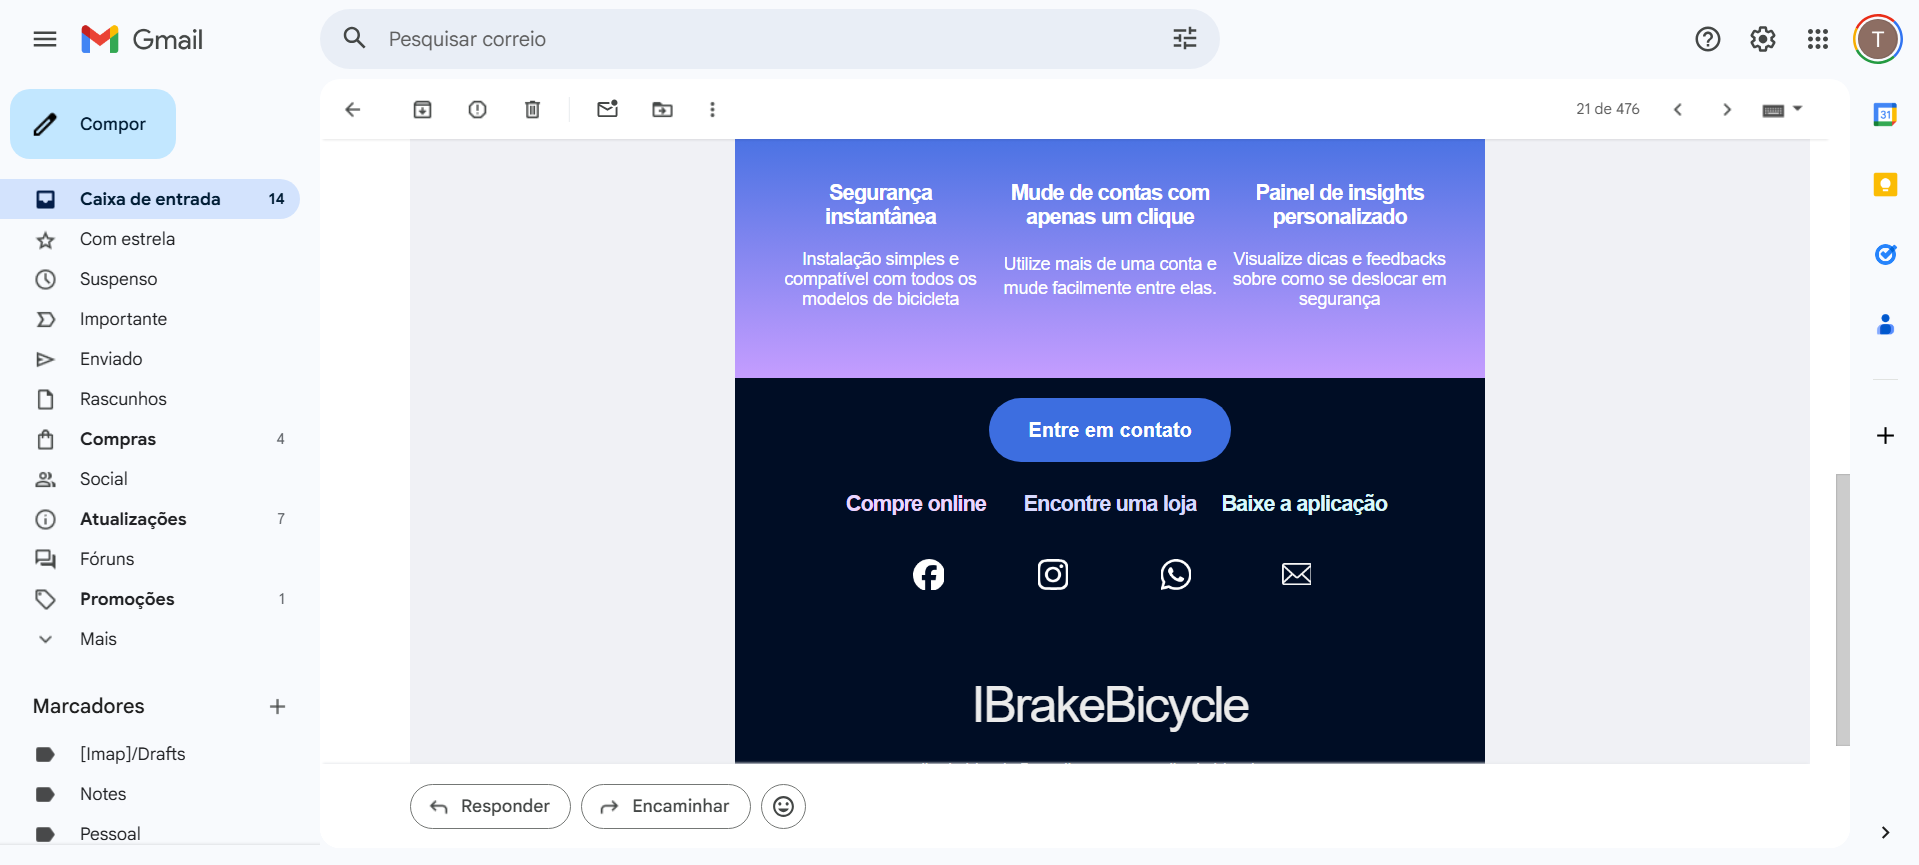 Gmail
Pesquisar correio
T
Compor
21 de 476
31
Caixa de entrada 14
Com estrela
Suspenso
Importante
Enviado
Rascunhos
Compras 4
Social
Atualizações 7
Fóruns
Promoções 1
Mais
Marcadores
[Imap]/Drafts
Notes
Pessoal
Segurança
instantânea
Instalação simples e
compatível com todos os
modelos de bicicleta
Mude de contas com
apenas um clique
Utilize mais de uma conta e
mude facilmente entre elas.
Painel de insights
personalizado
Visualize dicas e feedbacks
sobre como se deslocar em
segurança
Entre em contato
Compre online Encontre uma loja Baixe a aplicação
IBrakeBicycle
Responder Encaminhar